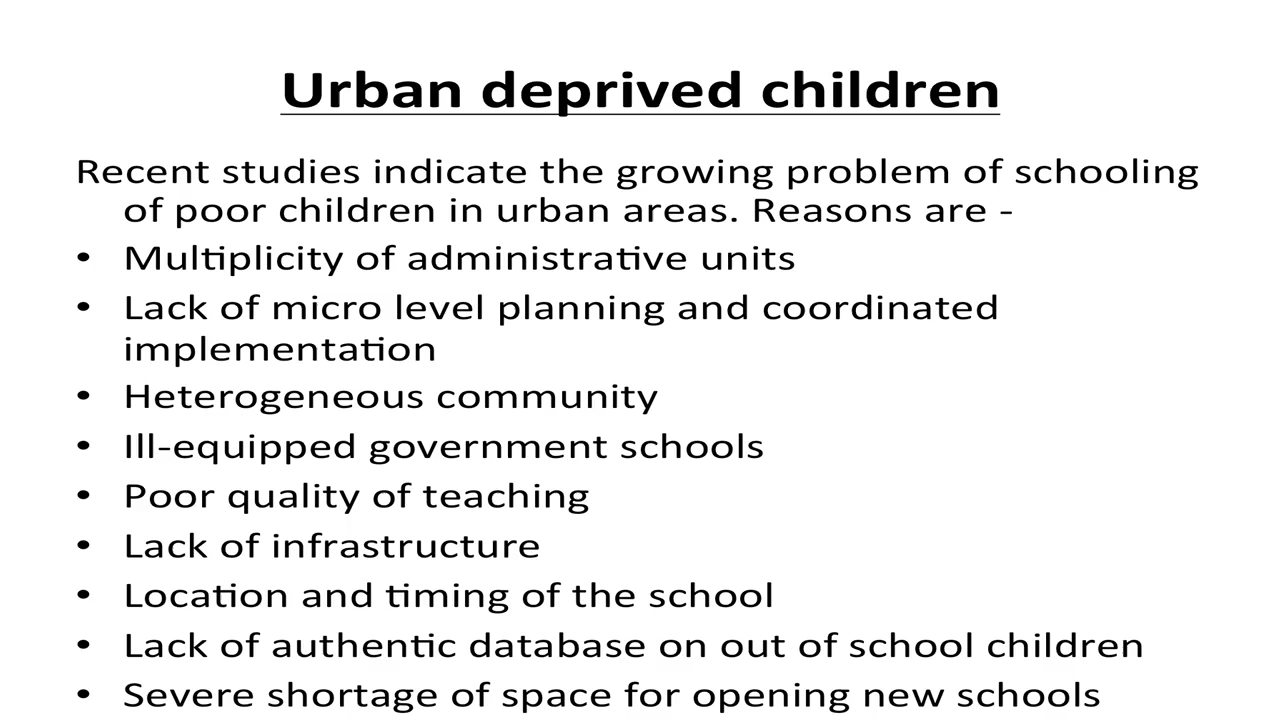 Urban deprived children
Recent studies indicate the growing problem of schooling
of poor children in urban areas. Reasons are -
• Multiplicity of administrative units
• Lack of micro level planning and coordinated
implementation
• Heterogeneous community
• Ill-equipped government schools
• Poor quality of teaching
• Lack of infrastructure
• Location and timing of the school
• Lack of authentic database on out of school children
• Severe shortage of space for opening new schools